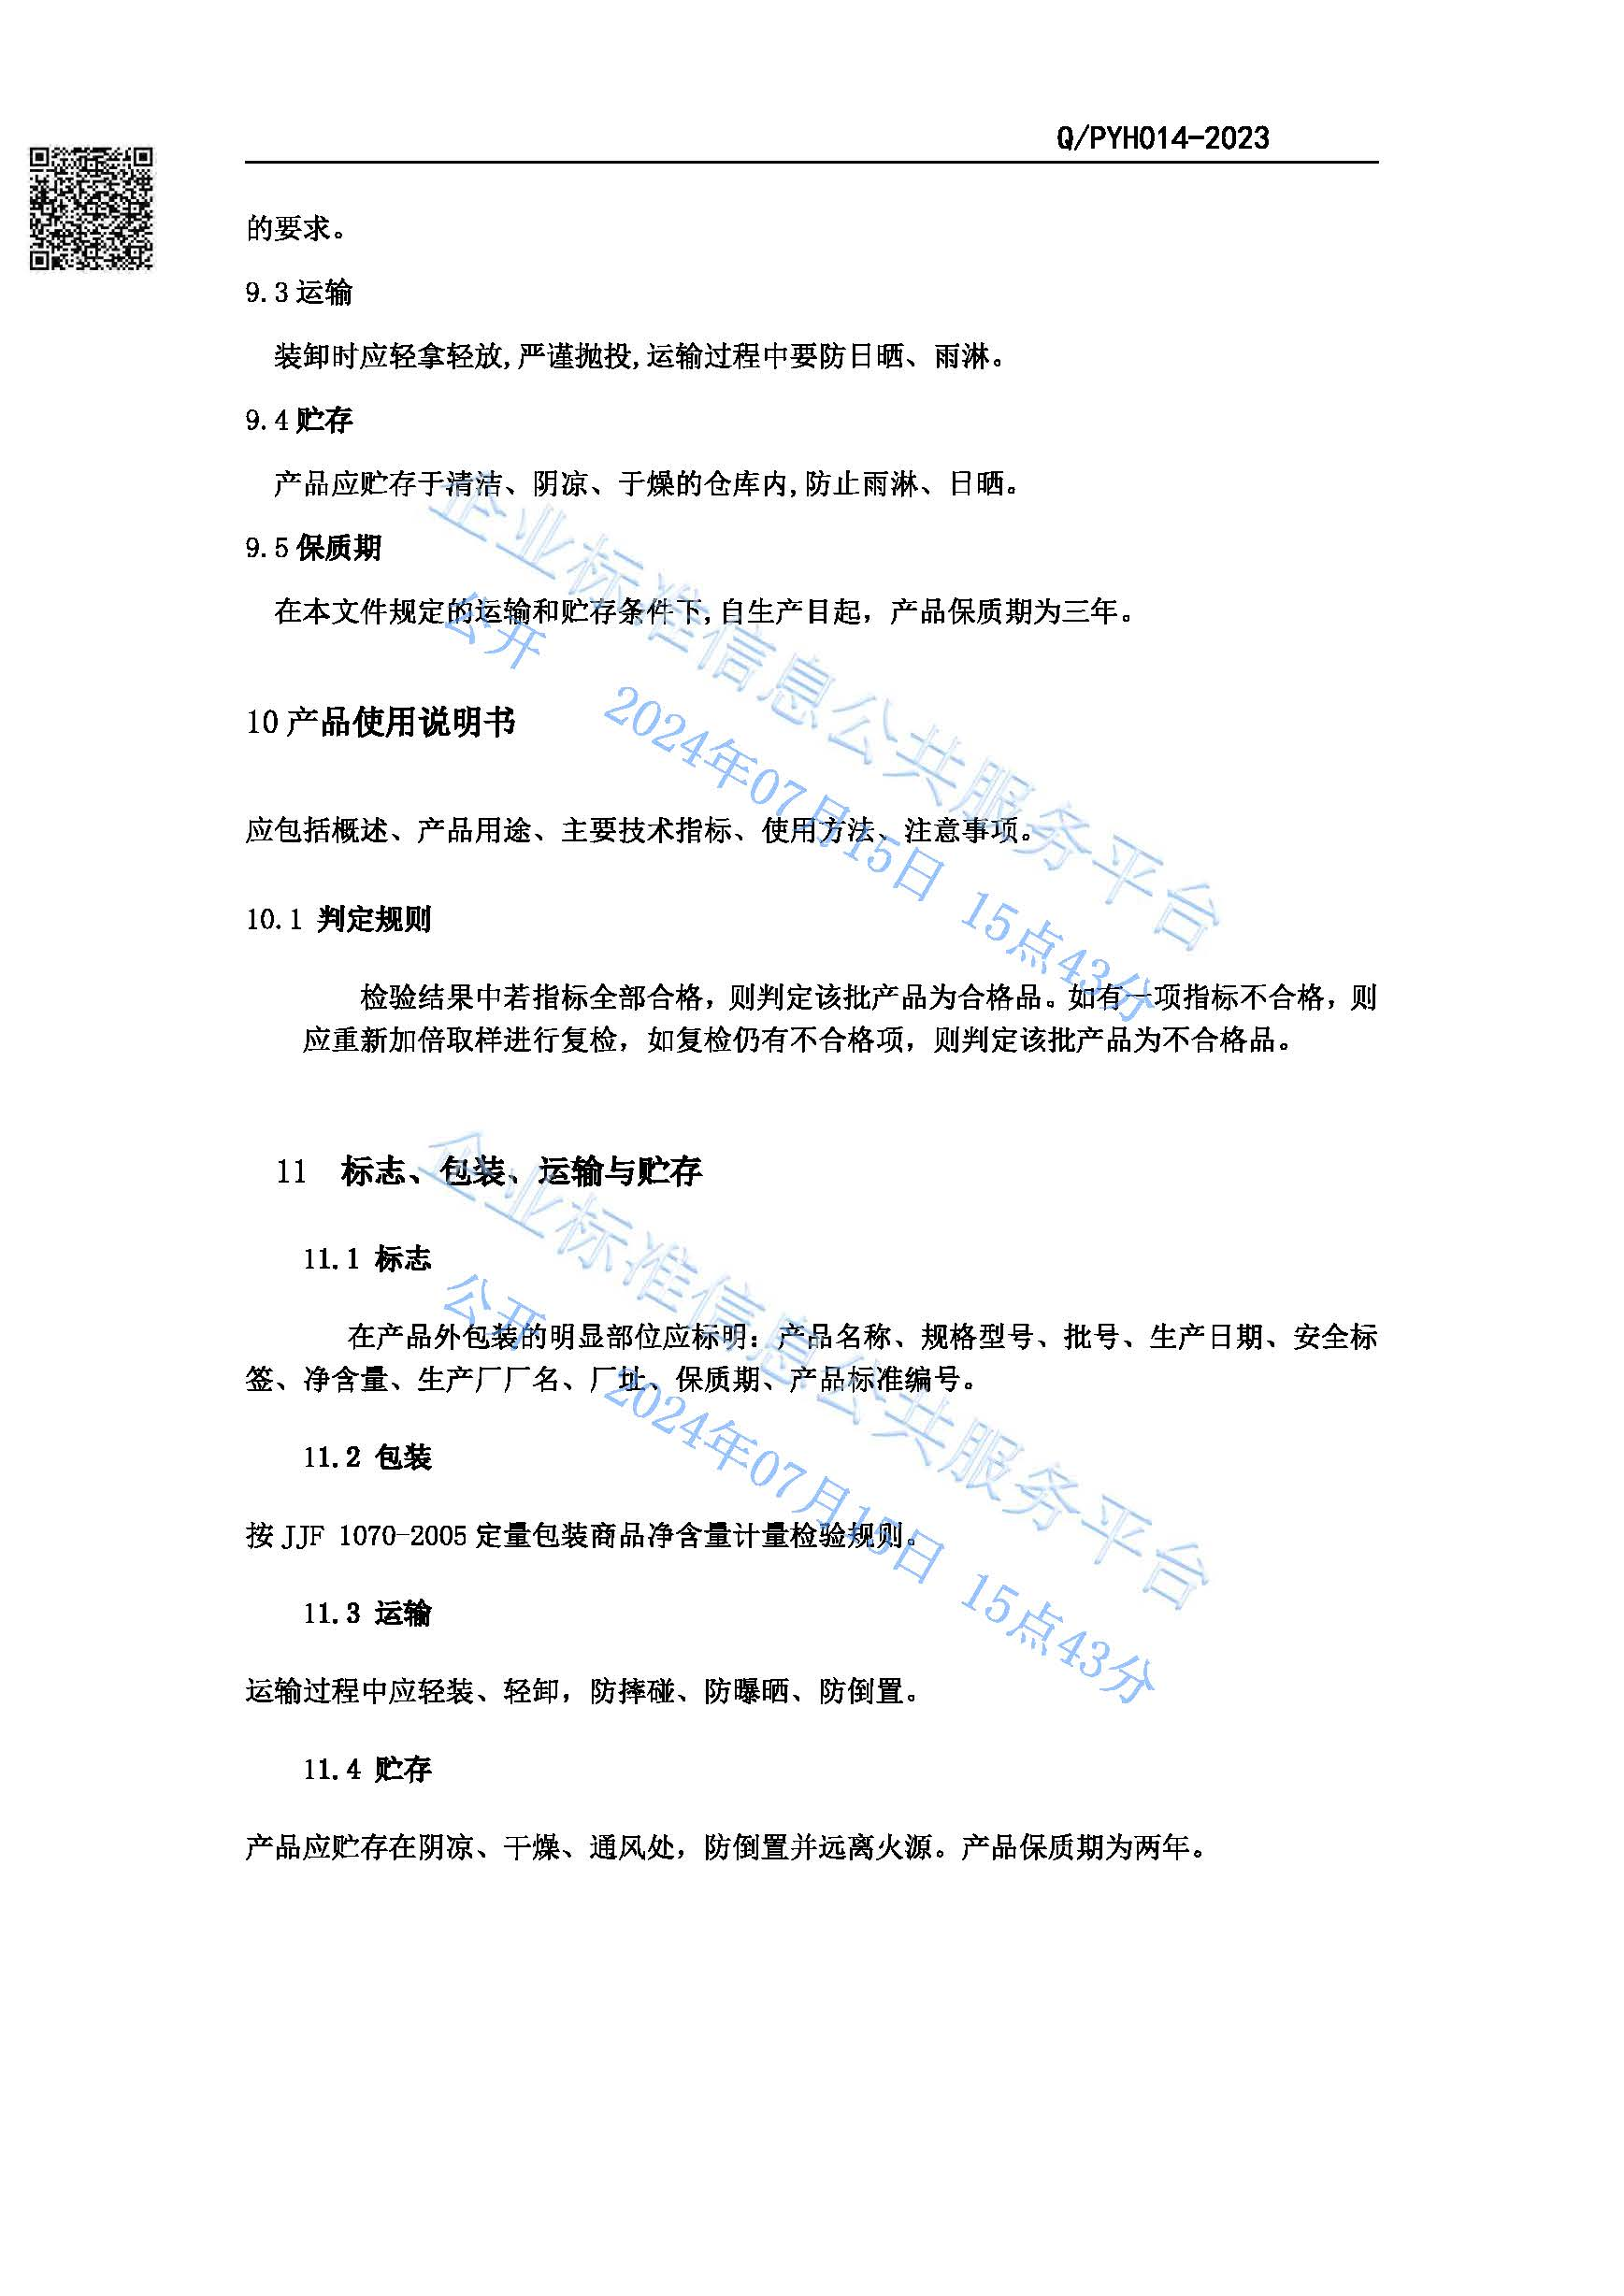 Q/PYH014-2023
的要求。
9.3 运输
装卸时应轻拿轻放,严谨抛投,运输过程中要防日晒、雨淋。
9.4 贮存
产品应贮存于清洁、阴凉、干燥的仓库内,防止雨淋、日晒。
9.5 保质期
在本文件规定的运输和贮存条件下,自生产日起，产品保质期为三年。
10 产品使用说明书
应包括概述、产品用途、主要技术指标、使用方法、注意事项。
10.1 判定规则
检验结果中若指标全部合格，则判定该批产品为合格品。如有一项指标不合格，则
应重新加倍取样进行复检，如复检仍有不合格项，则判定该批产品为不合格品。
企业标准信息公共服务平台
公开 2024年07月15日 15点43分
11 标志、包装、运输与贮存
11.1 标志
在产品外包装的明显部位应标明：产品名称、规格型号、批号、生产日期、安全标
签、净含量、生产厂厂名、厂址、保质期、产品标准编号。
11.2 包装
按 JJF 1070-2005 定量包装商品净含量计量检验规则。
11.3 运输
运输过程中应轻装、轻卸，防摔碰、防曝晒、防倒置。
11.4 贮存
产品应贮存在阴凉、干燥、通风处，防倒置并远离火源。产品保质期为两年。
企业标准信息公共服务平台
公开 2024年07月15日 15点43分